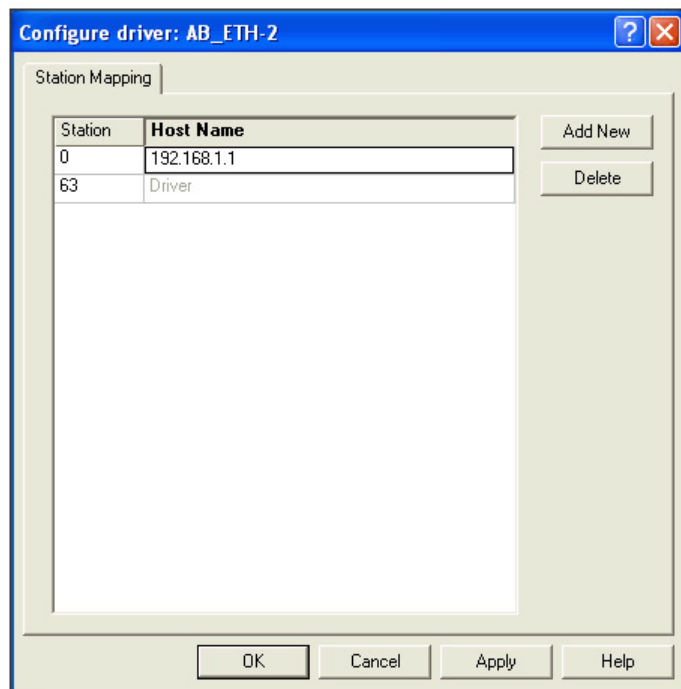 Configure driver: AB_ETH-2
?
Station Mapping
Station Host Name
0 192.168.1.1
63 Driver
Add New
Delete
OK Cancel Apply Help